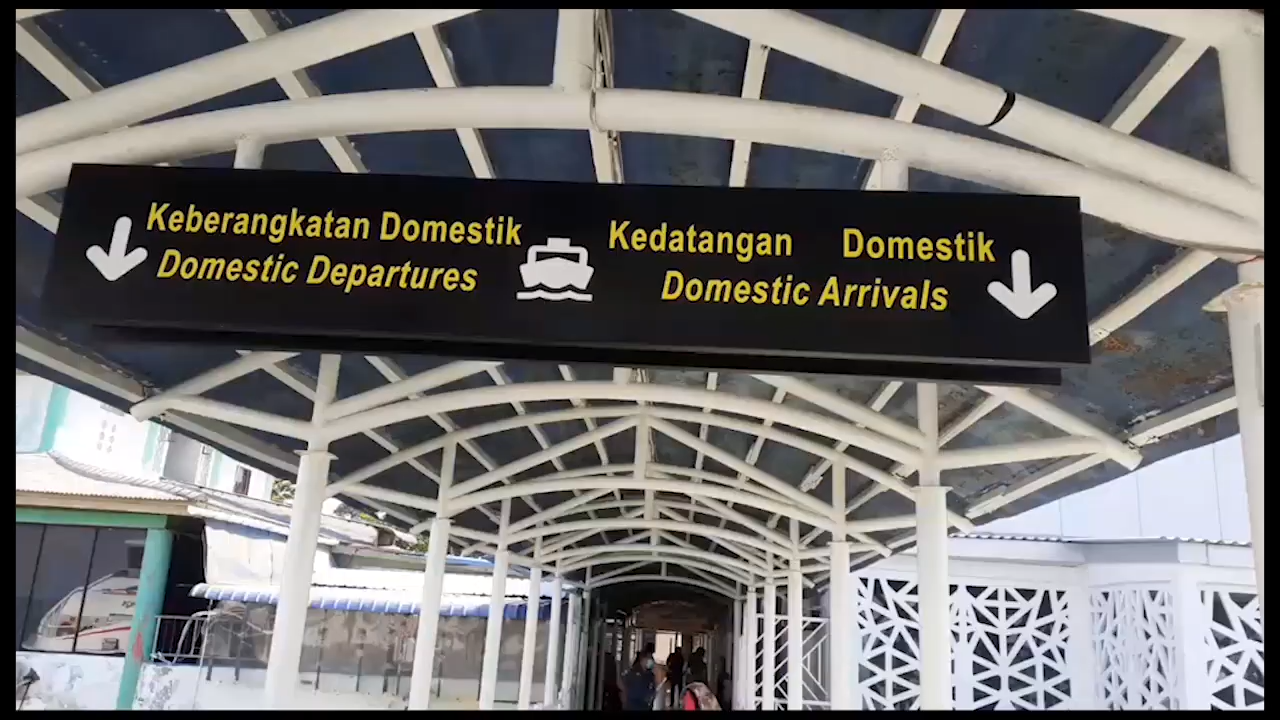 Keberangkatan Domestik
Domestic Departures
Kedatangan Domestik
Domestic Arrivals